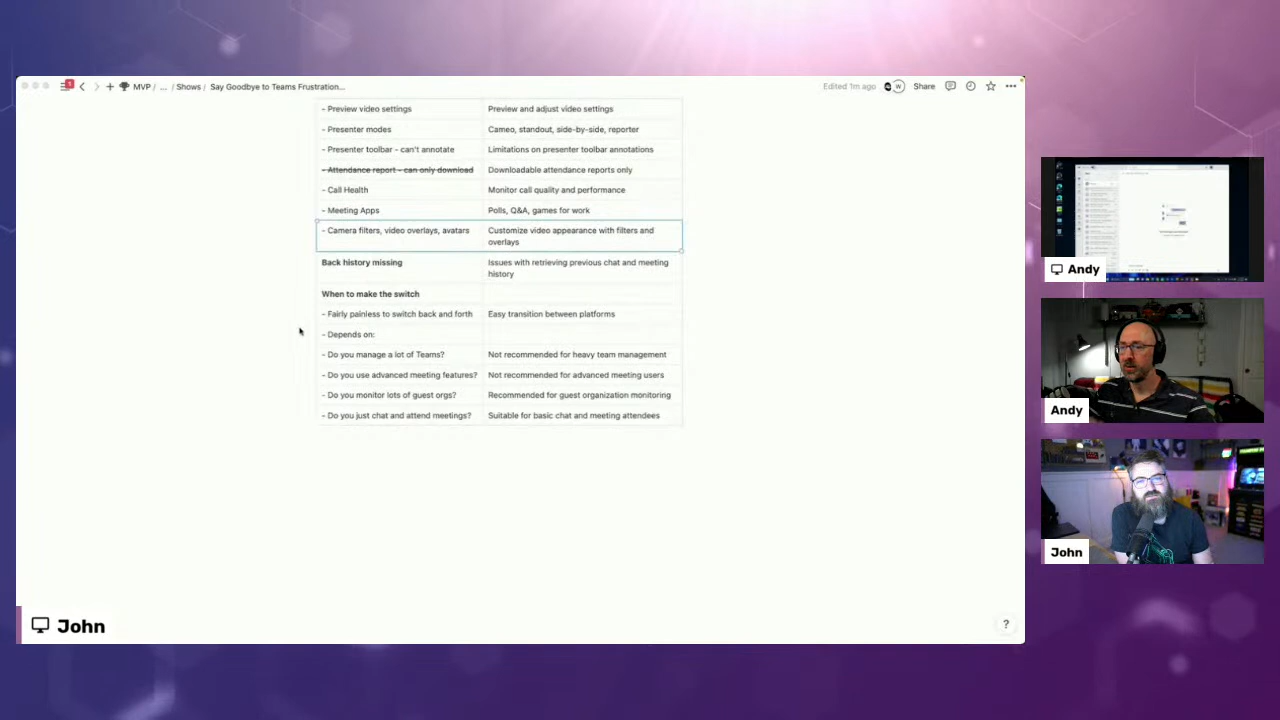 MVP / ... / Shows / Say Goodbye to Teams Frustration...
Edited 1m ago
W
Share
- Preview video settings
Preview and adjust video settings
- Presenter modes
Cameo, standout, side-by-side, reporter
- Presenter toolbar - can't annotate
Limitations on presenter toolbar annotations
- Attendance report - can only download
Downloadable attendance reports only
- Call Health
Monitor call quality and performance
- Meeting Apps
Polls, Q&A, games for work
- Camera filters, video overlays, avatars
Customize video appearance with filters and
overlays
Back history missing
Issues with retrieving previous chat and meeting
history
When to make the switch
- Fairly painless to switch back and forth
Easy transition between platforms
- Depends on:
- Do you manage a lot of Teams?
Not recommended for heavy team management
- Do you use advanced meeting features?
Not recommended for advanced meeting users
- Do you monitor lots of guest orgs?
Recommended for guest organization monitoring
- Do you just chat and attend meetings?
Suitable for basic chat and meeting attendees
?
John
Andy
Andy
John